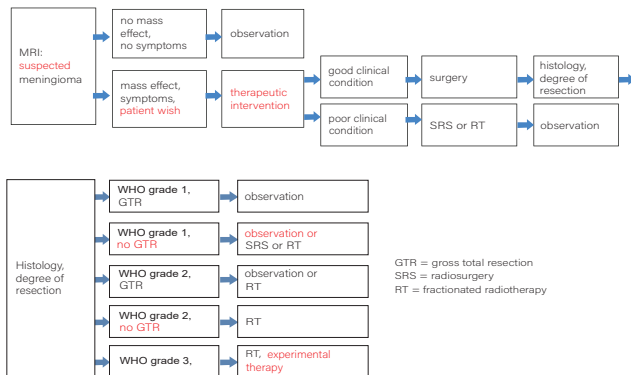 MRI:
suspected
meningioma
no mass
effect,
no symptoms
observation
mass effect,
symptoms,
patient wish
therapeutic
intervention
good clinical
condition
surgery
histology,
degree of
resection
poor clinical
condition
SRS or RT
observation
Histology,
degree of
resection
WHO grade 1,
GTR
observation
WHO grade 1,
no GTR
observation or
SRS or RT
WHO grade 2,
GTR
observation or
RT
WHO grade 2,
no GTR
RT
WHO grade 3,
RT, experimental
therapy
GTR = gross total resection
SRS = radiosurgery
RT = fractionated radiotherapy